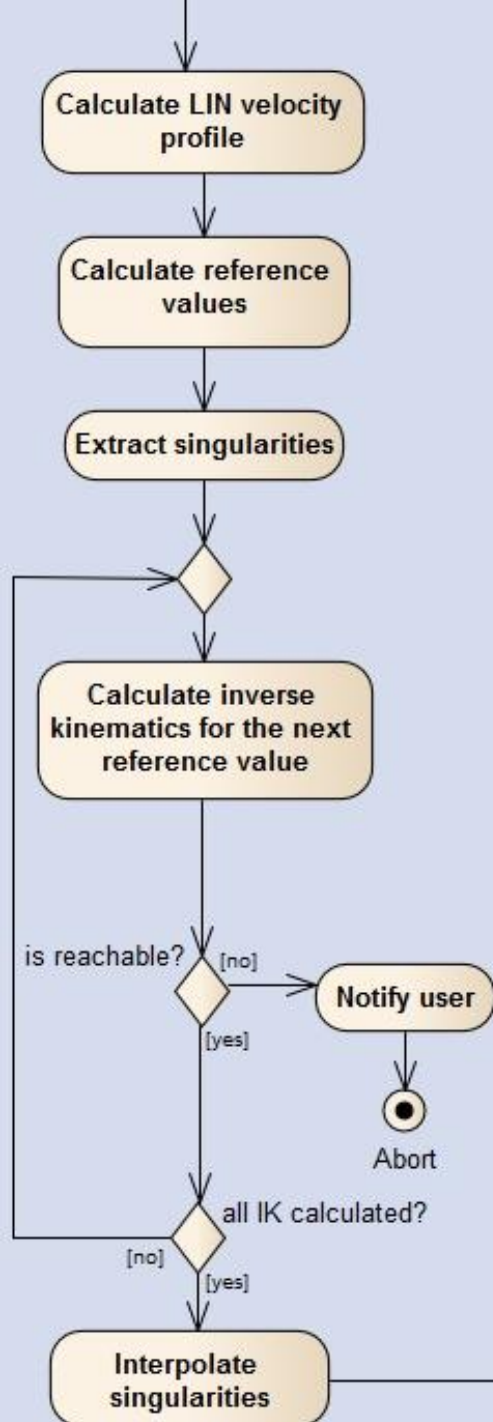 Calculate LIN velocity
profile
Calculate reference
values
Extract singularities
Calculate inverse
kinematics for the next
reference value
is reachable?
[no]
Notify user
[yes]
Abort
all IK calculated?
[no]
[yes]
Interpolate
singularities